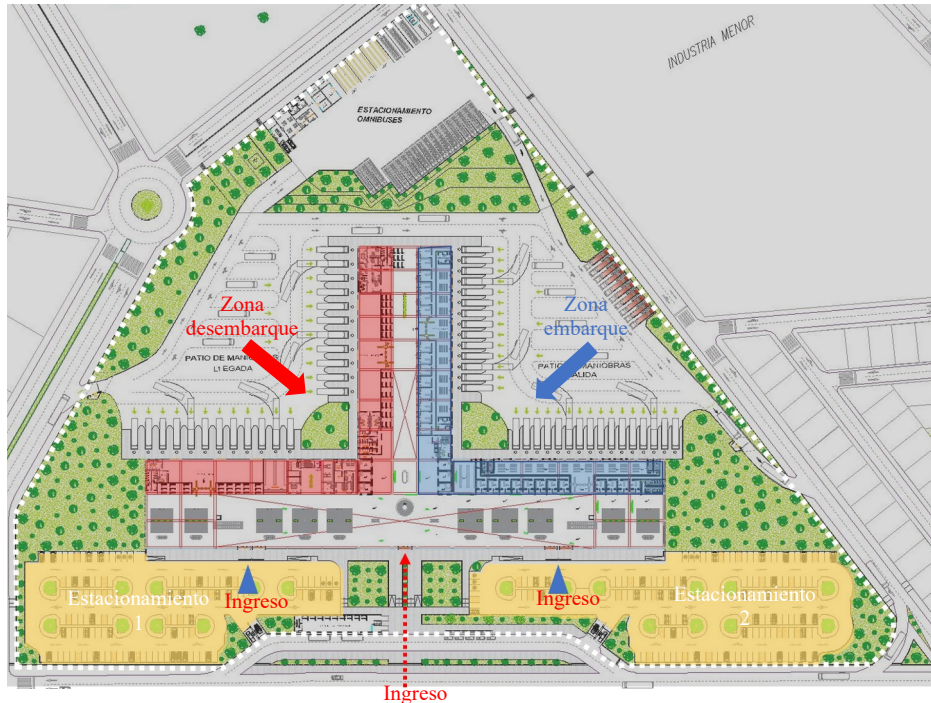 INDUSTRIA MENOR
ESTACIONAMIENTO
OMNIBUSES
Zona
desembarque
Zona
embarque
PATIO DE MANIOBRAS
LLEGADA
PATIO MANIOBRAS
SALIDA
Estacionamiento
1
Ingreso
Ingreso
Estacionamiento
2
Ingreso